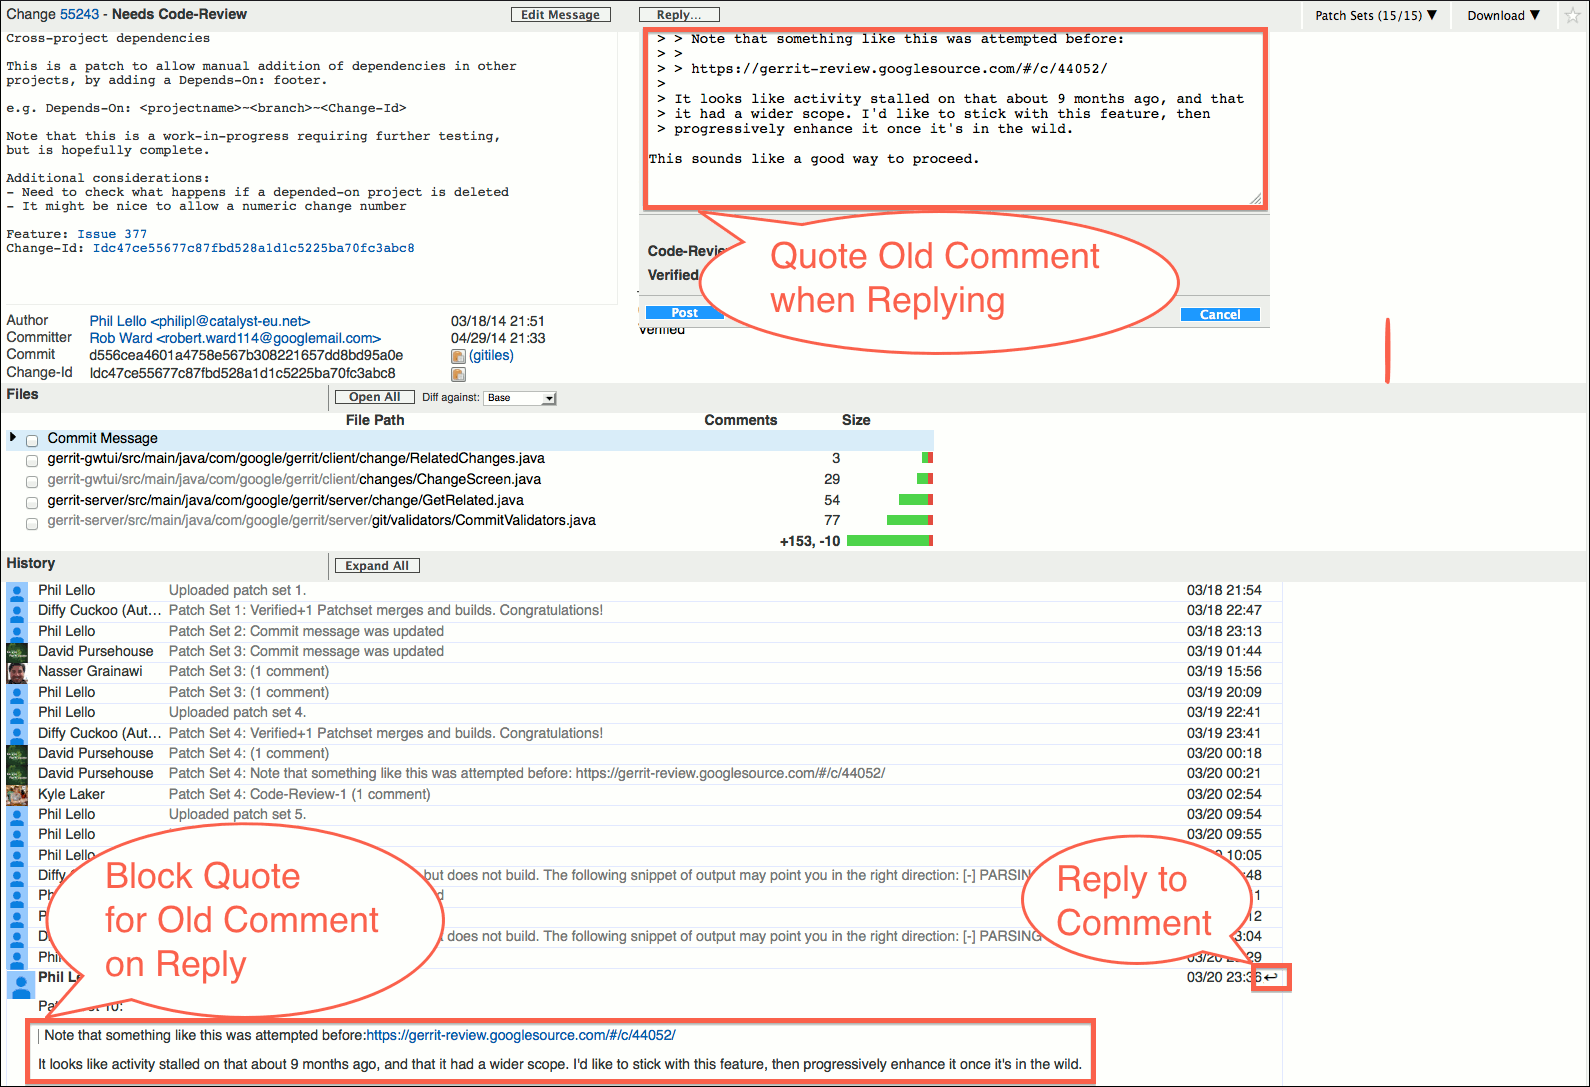 Change 55243 - Needs Code-Review
Edit Message
Reply...
Patch Sets (15/15) ▼
Download ▼
Cross-project dependencies
This is a patch to allow manual addition of dependencies in other
projects, by adding a Depends-On: footer.
e.g. Depends-On: <projectname>~<branch>~<Change-Id>
Note that this is a work-in-progress requiring further testing,
but is hopefully complete.
Additional considerations:
- Need to check what happens if a depended-on project is deleted
- It might be nice to allow a numeric change number
Feature: Issue 377
Change-Id: Idc47ce55677c87fbd528a1d1c5225ba70fc3abc8
> > Note that something like this was attempted before:
> >
> > https://gerrit-review.googlesource.com/#/c/44052/
>
> It looks like activity stalled on that about 9 months ago, and that
> it had a wider scope. I'd like to stick with this feature, then
> progressively enhance it once it's in the wild.
This sounds like a good way to proceed.
Quote Old Comment
when Replying
Code-Revie
Verified
Post
Cancel
Verified
Author Phil Lello <philipl@catalyst-eu.net> 03/18/14 21:51
Committer Rob Ward <robert.ward114@googlemail.com> 04/29/14 21:33
Commit d556cea4601a4758e567b308221657dd8bd95a0e (gitiles)
Change-Id Idc47ce55677c87fbd528a1d1c5225ba70fc3abc8
Files
Open All
Diff against: Base
File Path Comments Size
Commit Message
gerrit-gwtui/src/main/java/com/google/gerrit/client/change/RelatedChanges.java 3
gerrit-gwtui/src/main/java/com/google/gerrit/client/changes/ChangeScreen.java 29
gerrit-server/src/main/java/com/google/gerrit/server/change/GetRelated.java 54
gerrit-server/src/main/java/com/google/gerrit/server/git/validators/CommitValidators.java 77
+153, -10
History
Expand All
Phil Lello Uploaded patch set 1. 03/18 21:54
Diffy Cuckoo (Aut... Patch Set 1: Verified+1 Patchset merges and builds. Congratulations! 03/18 22:47
Phil Lello Patch Set 2: Commit message was updated 03/18 23:13
David Pursehouse Patch Set 3: Commit message was updated 03/19 01:44
Nasser Grainawi Patch Set 3: (1 comment) 03/19 15:56
Phil Lello Patch Set 3: (1 comment) 03/19 20:09
Phil Lello Uploaded patch set 4. 03/19 22:41
Diffy Cuckoo (Aut... Patch Set 4: Verified+1 Patchset merges and builds. Congratulations! 03/19 23:41
David Pursehouse Patch Set 4: (1 comment) 03/20 00:18
David Pursehouse Patch Set 4: Note that something like this was attempted before: https://gerrit-review.googlesource.com/#/c/44052/ 03/20 00:21
Kyle Laker Patch Set 4: Code-Review-1 (1 comment) 03/20 02:54
Phil Lello Uploaded patch set 5. 03/20 09:54
Phil Lello 03/20 09:55
Phil Lello 10:05
Diffy but does not build. The following snippet of output may point you in the right direction: [-] PARSING :48
Block Quote
for Old Comment
on Reply
Reply to
Comment
does not build. The following snippet of output may point you in the right direction: [-] PARSING 3:04
03/20 23:36
Note that something like this was attempted before:https://gerrit-review.googlesource.com/#/c/44052/
It looks like activity stalled on that about 9 months ago, and that it had a wider scope. I'd like to stick with this feature, then progressively enhance it once it's in the wild.